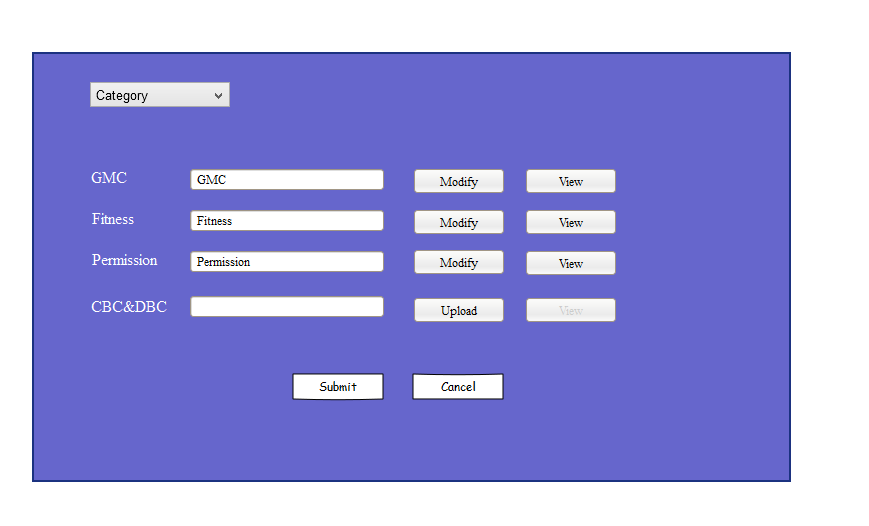 Category
GMC GMC Modify View
Fitness Fitness Modify View
Permission Permission Modify View
CBC&DBC Upload View
Submit Cancel